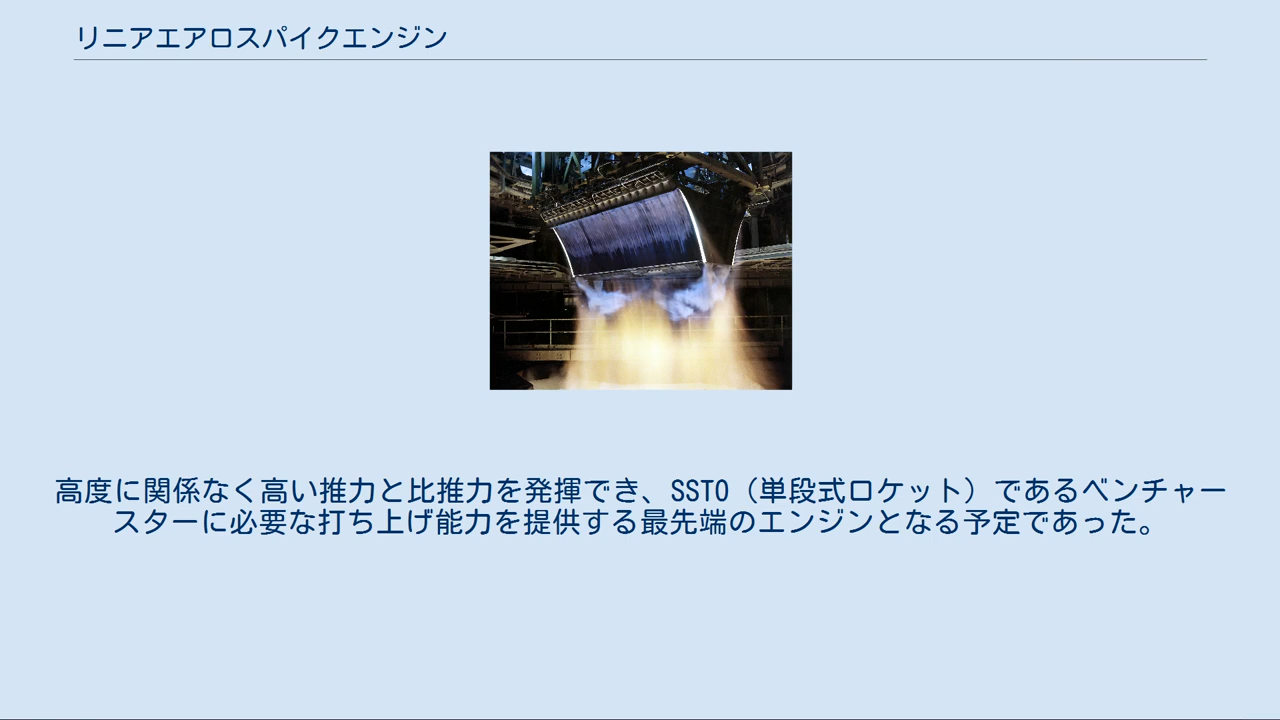 リニアエアロスパイクエンジン
高度に関係なく高い推力と比推力を発揮でき、SSTO（単段式ロケット）であるベンチャー
スターに必要な打ち上げ能力を提供する最先端のエンジンとなる予定であった。